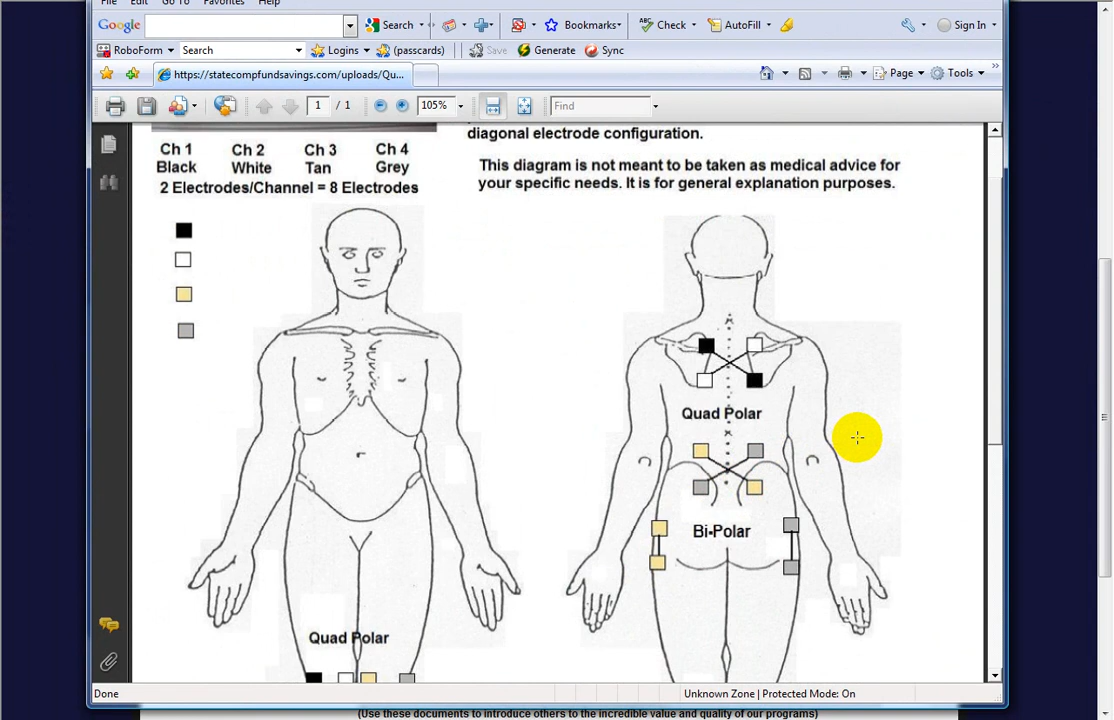 File Edit View Go To Favorites Help
Google Search Bookmarks Check AutoFill Sign In
RoboForm Search Logins (passcards) Save Generate Sync
https://statecompfundsavings.com/uploads/Qu... Page Tools
1 / 1 105% Find
diagonal electrode configuration.
Ch 1 Ch 2 Ch 3 Ch 4
Black White Tan Grey
2 Electrodes/Channel = 8 Electrodes
This diagram is not meant to be taken as medical advice for
your specific needs. It is for general explanation purposes.
Quad Polar
Bi-Polar
Quad Polar
Done Unknown Zone | Protected Mode: On
(Use these documents to introduce others to the incredible value and quality of our programs)